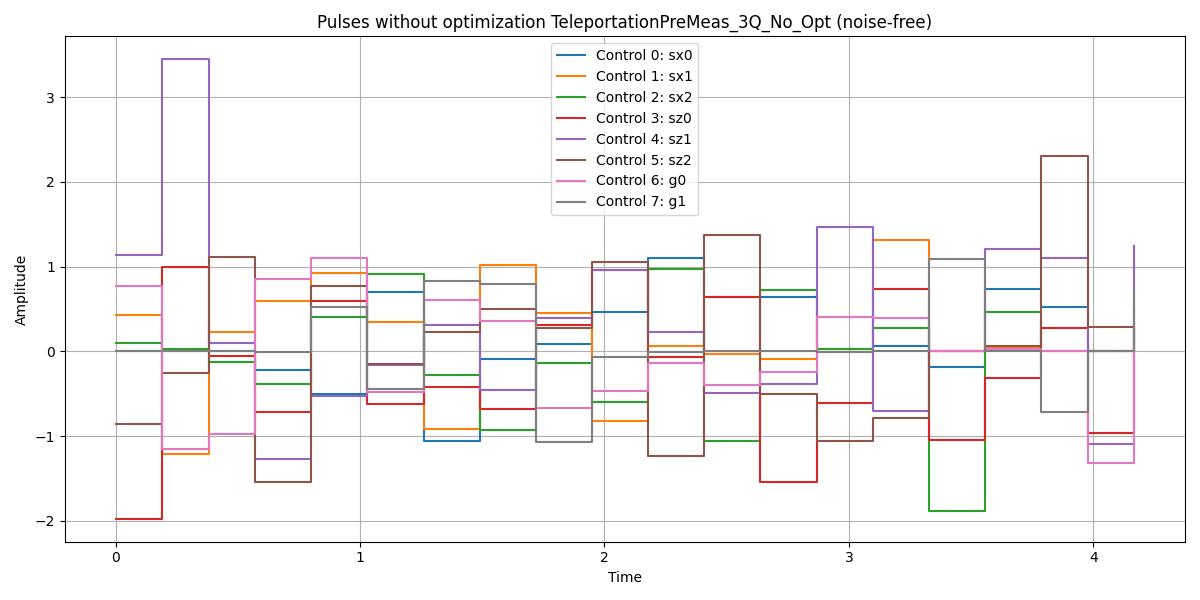 Pulses without optimization TeleportationPreMeas_3Q_No_Opt (noise-free)
Control 0: sx0
Control 1: sx1
Control 2: sx2
Control 3: sz0
Control 4: sz1
Control 5: sz2
Control 6: g0
Control 7: g1
Amplitude
3
2
1
0
−1
−2
0 1 2 3 4
Time